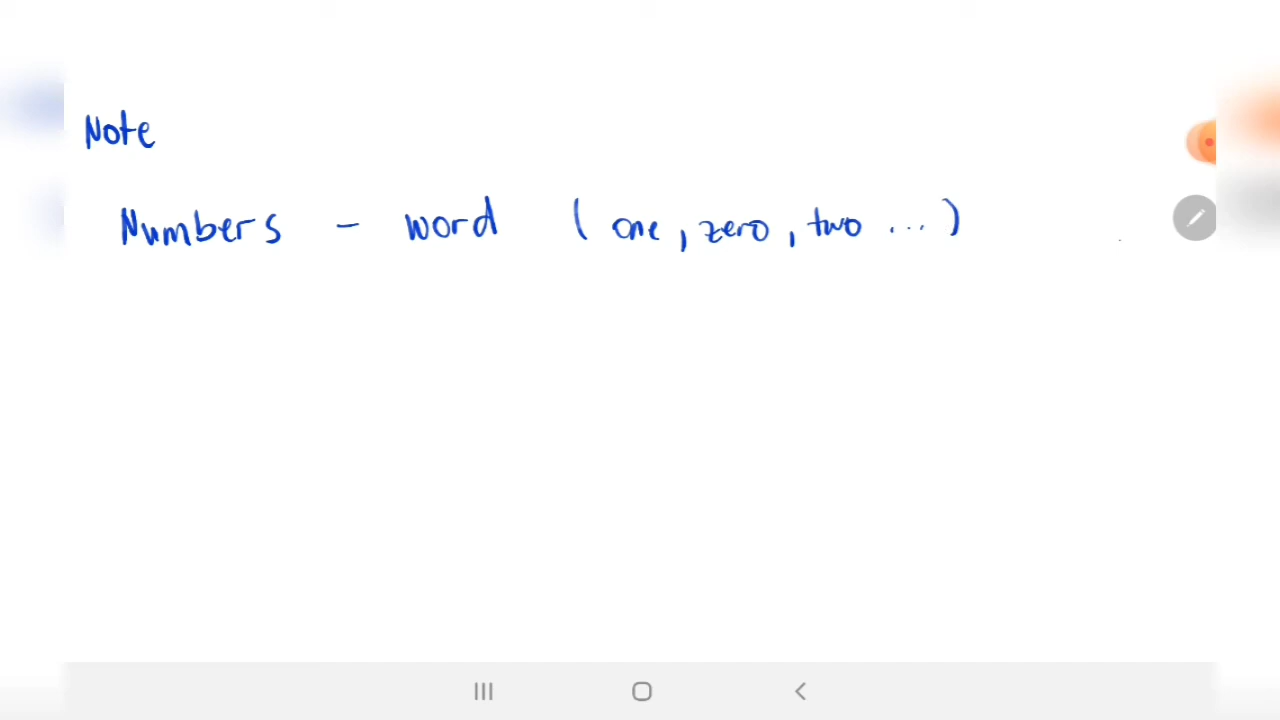 Note
Numbers - word (one, zero, two ...)